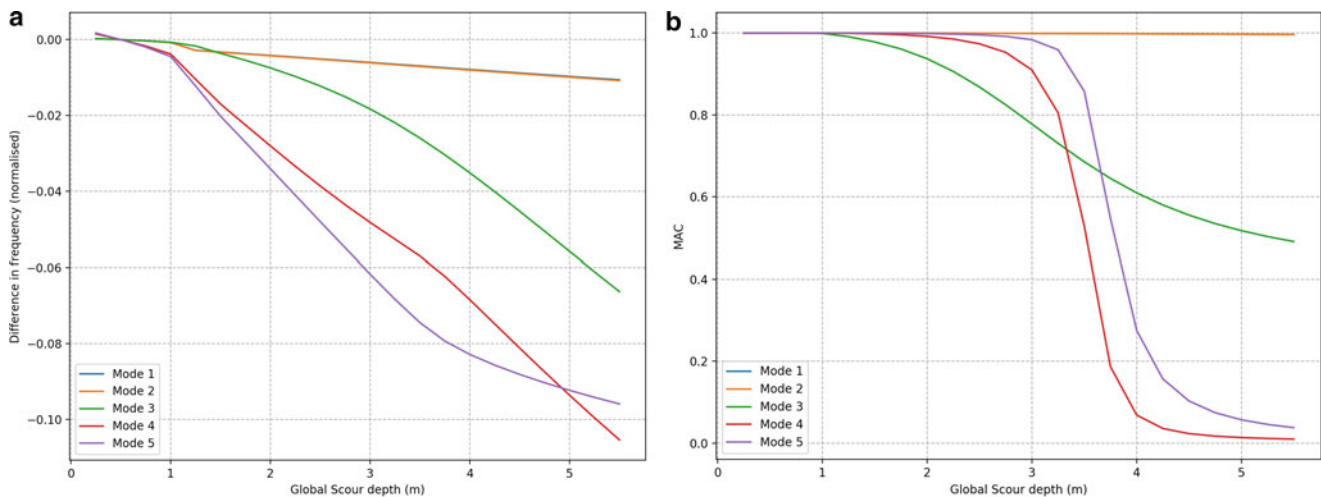 a
0.00
−0.02
−0.04
−0.06
−0.08
−0.10
Difference in frequency (normalised)
Mode 1
Mode 2
Mode 3
Mode 4
Mode 5
0 1 2 3 4 5
Global Scour depth (m)
b
1.0
0.8
0.6
0.4
0.2
0.0
MAC
Mode 1
Mode 2
Mode 3
Mode 4
Mode 5
0 1 2 3 4 5
Global Scour depth (m)